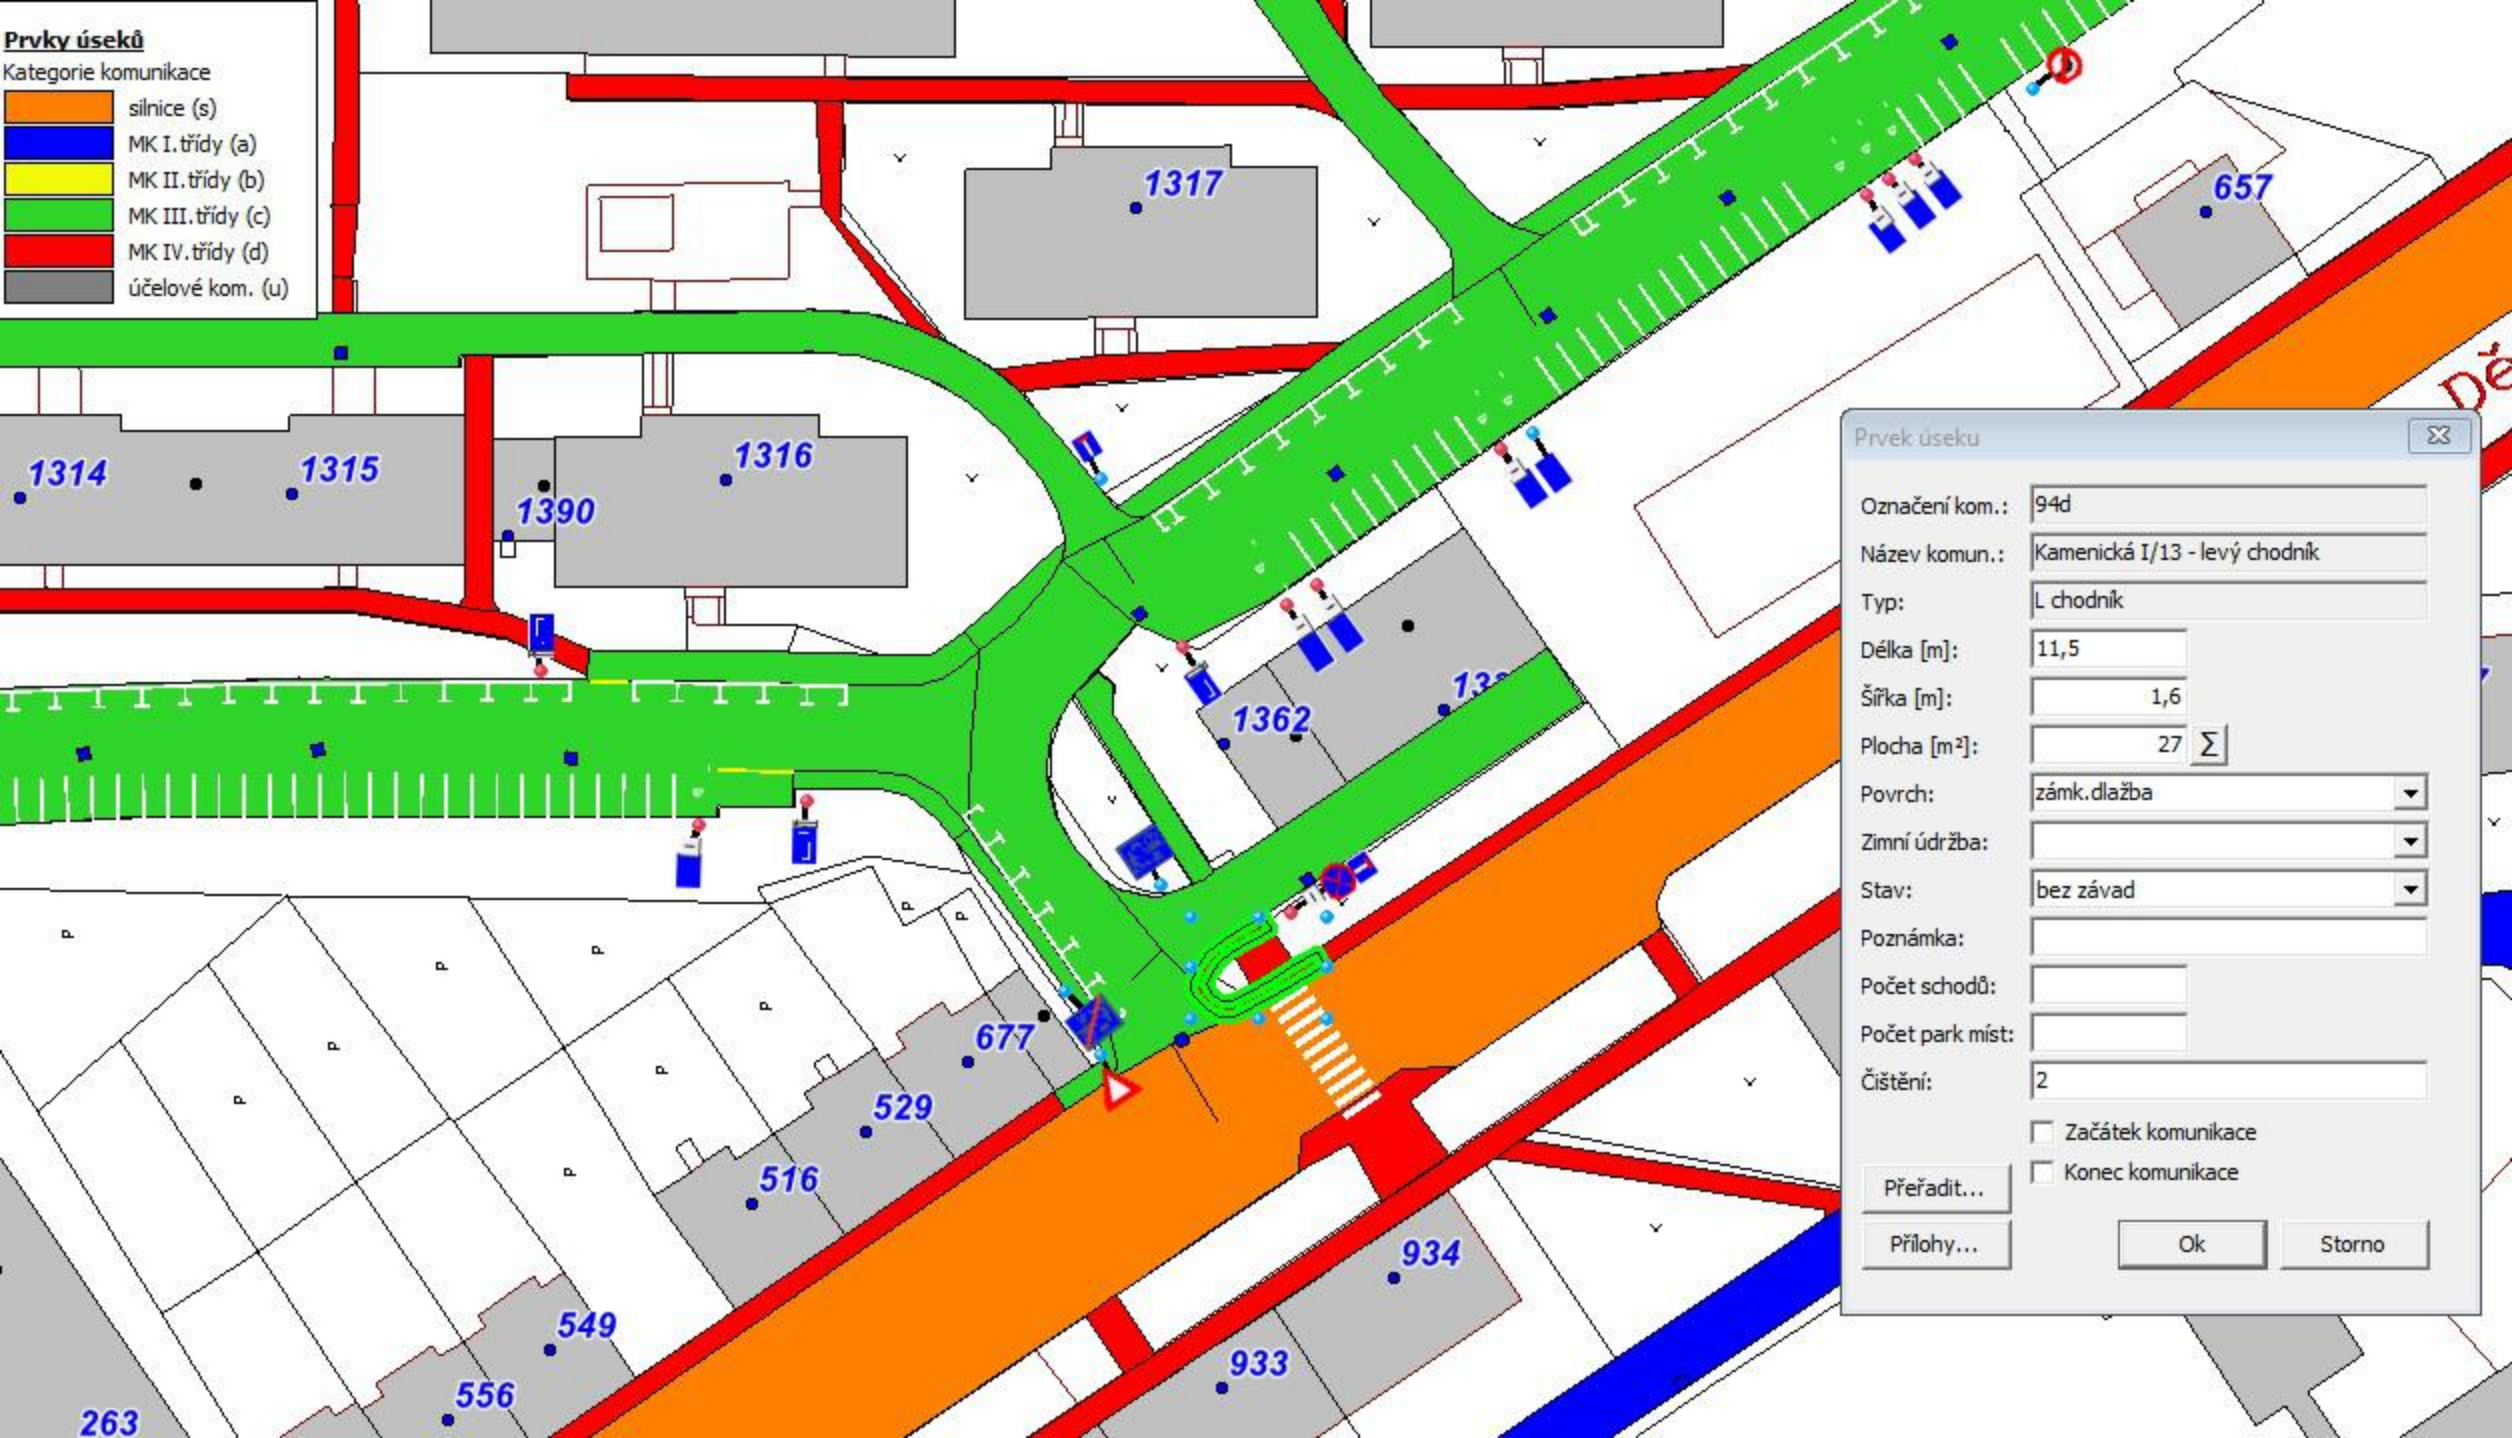 Prvky úseků
Kategorie komunikace
silnice (s)
MK I.třídy (a)
MK II.třídy (b)
MK III.třídy (c)
MK IV.třídy (d)
účelové kom. (u)
1317
657
Dě
1314
1315
1316
1390
1362
677
529
516
549
556
263
934
933
P
P
P
P
P
P
P
P
P
P
Prvek úseku
Označení kom.: 94d
Název komun.: Kamenická I/13 - levý chodník
Typ: L chodník
Délka [m]: 11,5
Šířka [m]: 1,6
Plocha [m²]: 27 Σ
Povrch: zámk.dlažba
Zimní údržba:
Stav: bez závad
Poznámka:
Počet schodů:
Počet park míst:
Čištění: 2
Začátek komunikace
Konec komunikace
Přeřadit...
Přílohy...
Ok
Storno